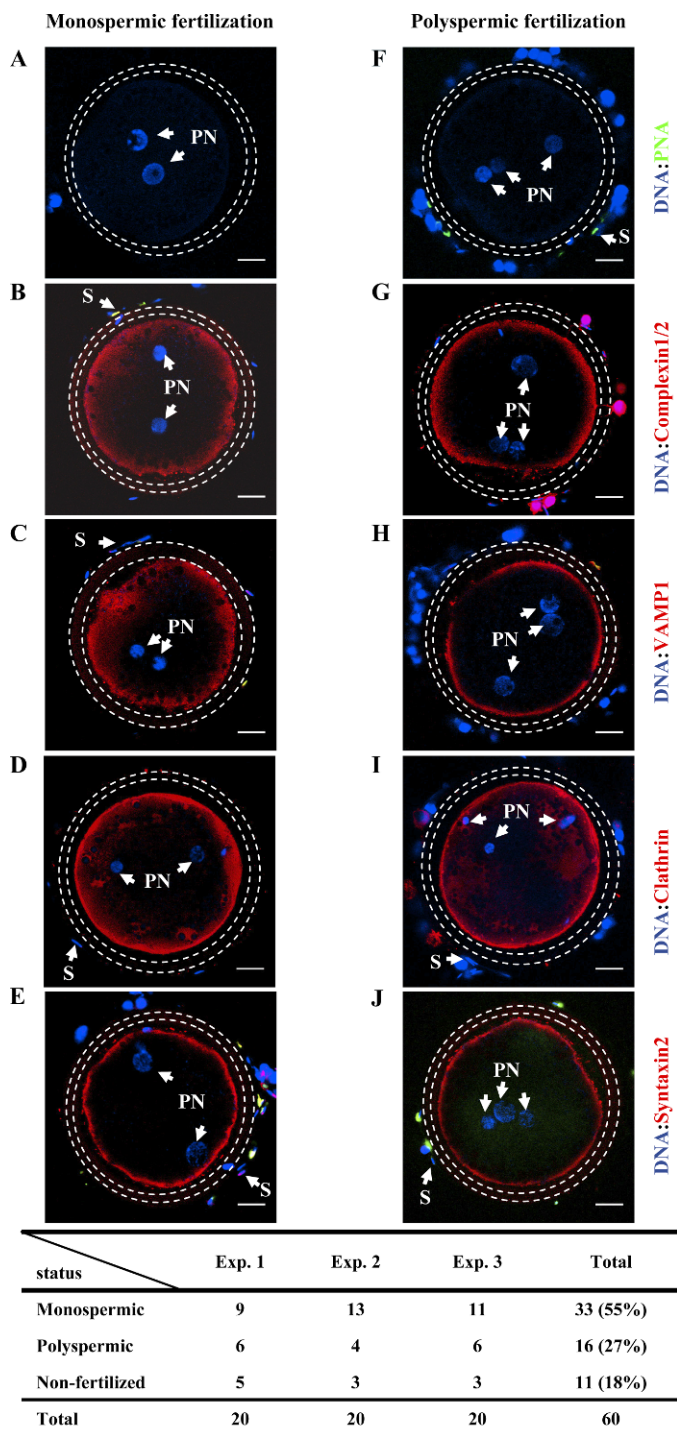 Monospermic fertilization
Polyspermic fertilization
A
PN
F
PN
S
DNA:PNA
B
S
PN
G
PN
DNA:Complexin1/2
C
S
PN
H
PN
DNA:VAMP1
D
PN
S
I
PN
S
DNA:Clathrin
E
PN
S
J
PN
S
DNA:Syntaxin2
status Exp. 1 Exp. 2 Exp. 3 Total
Monospermic 9 13 11 33 (55%)
Polyspermic 6 4 6 16 (27%)
Non-fertilized 5 3 3 11 (18%)
Total 20 20 20 60